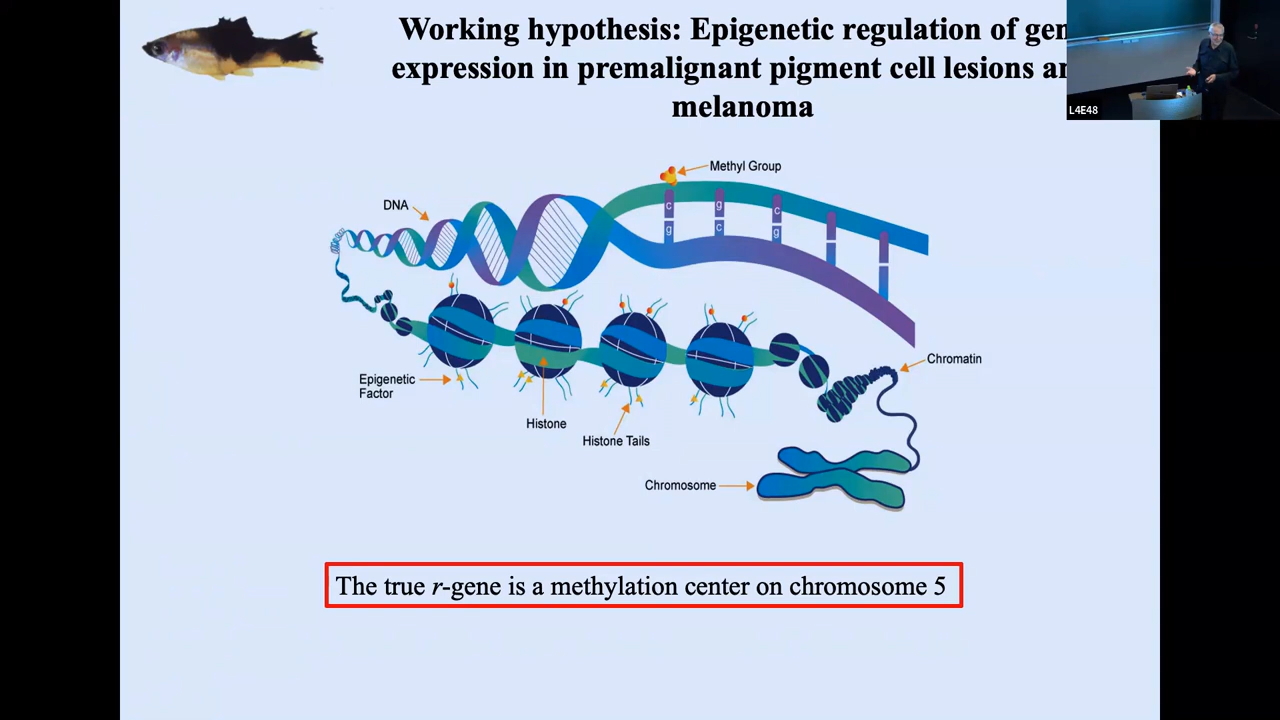 Working hypothesis: Epigenetic regulation of gen
expression in premalignant pigment cell lesions an
melanoma
L4E48
Methyl Group
DNA
c
g
c
g
c
g
Chromatin
Epigenetic
Factor
Histone
Histone Tails
Chromosome
The true r-gene is a methylation center on chromosome 5